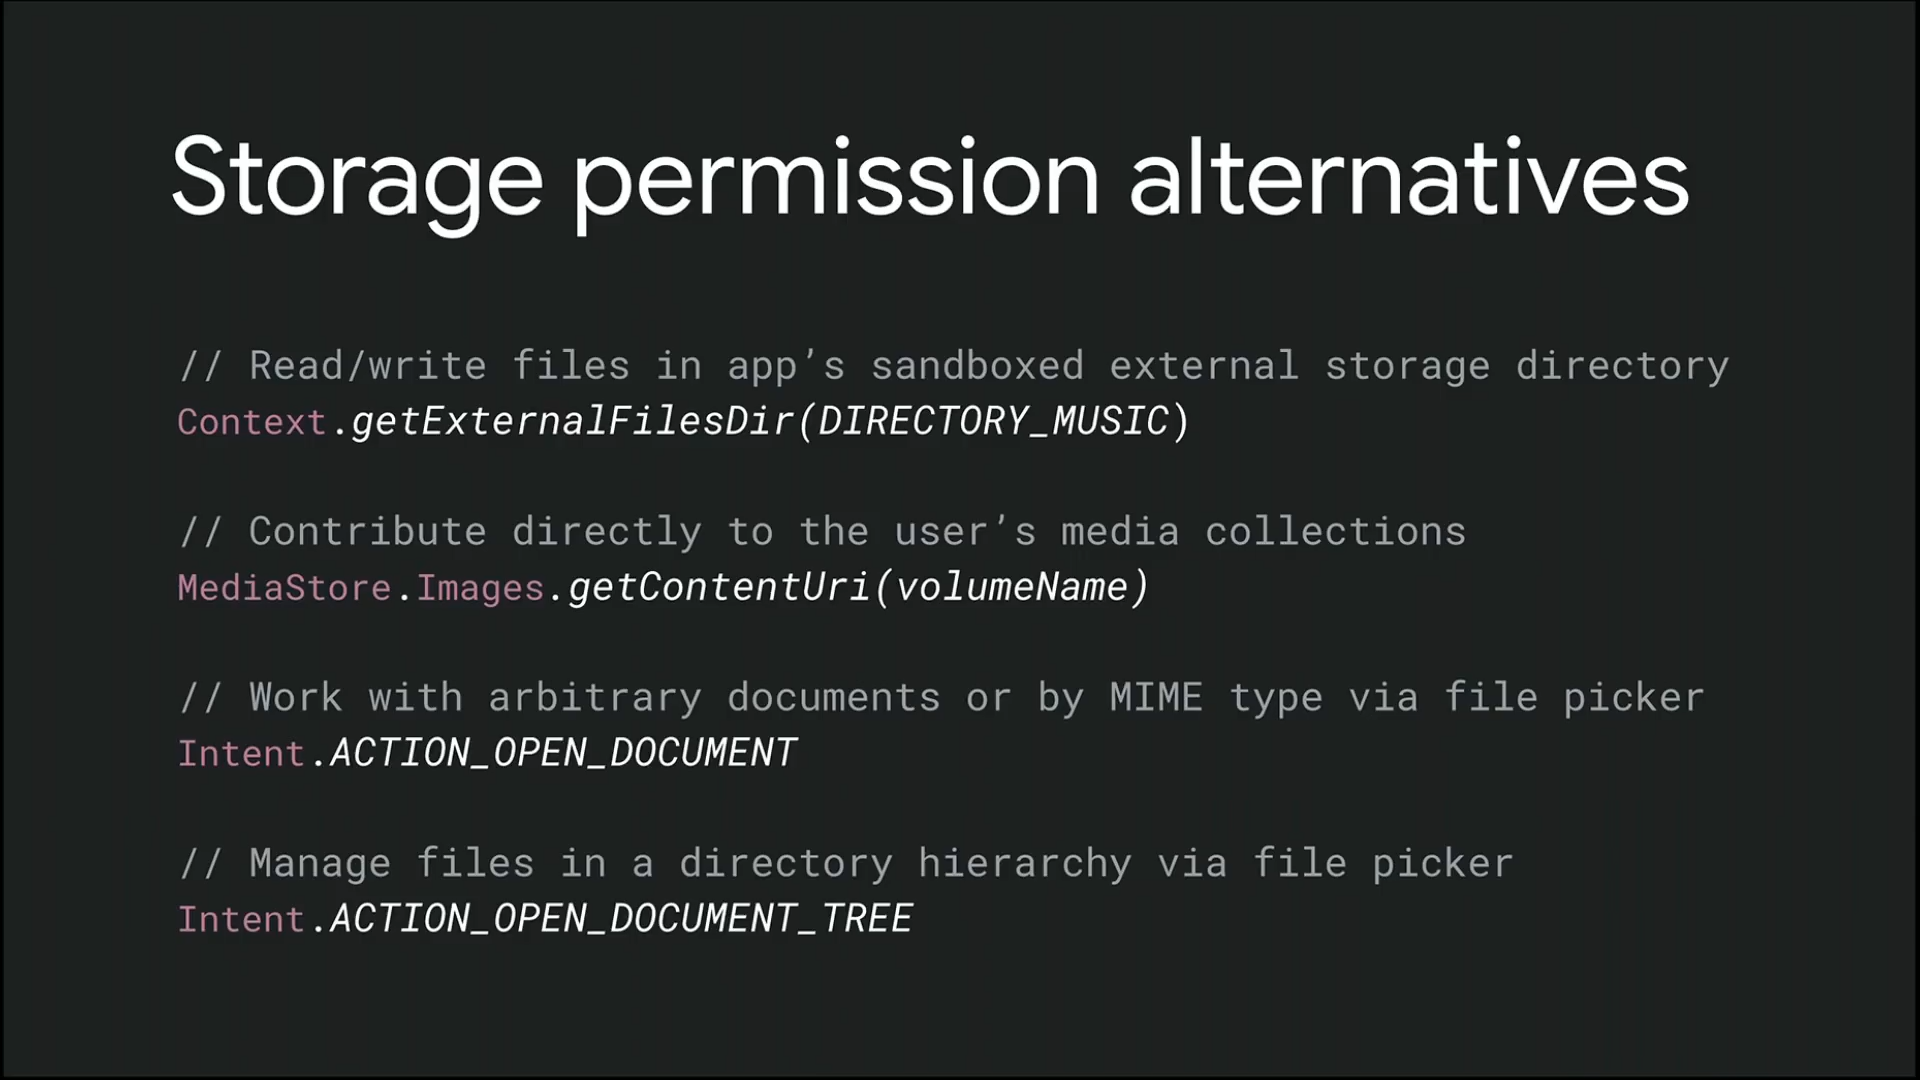 Storage permission alternatives
// Read/write files in app’s sandboxed external storage directory
Context.getExternalFilesDir(DIRECTORY_MUSIC)
// Contribute directly to the user’s media collections
MediaStore.Images.getContentUri(volumeName)
// Work with arbitrary documents or by MIME type via file picker
Intent.ACTION_OPEN_DOCUMENT
// Manage files in a directory hierarchy via file picker
Intent.ACTION_OPEN_DOCUMENT_TREE